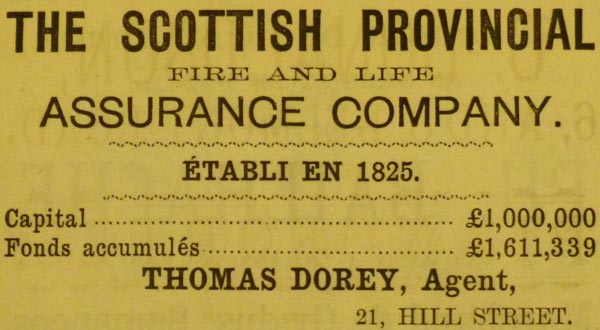 THE SCOTTISH PROVINCIAL
FIRE AND LIFE
ASSURANCE COMPANY.
ÉTABLI EN 1825.
Capital ........................................ £1,000,000
Fonds accumulés ........................... £1,611,339
THOMAS DOREY, Agent,
21, HILL STREET.